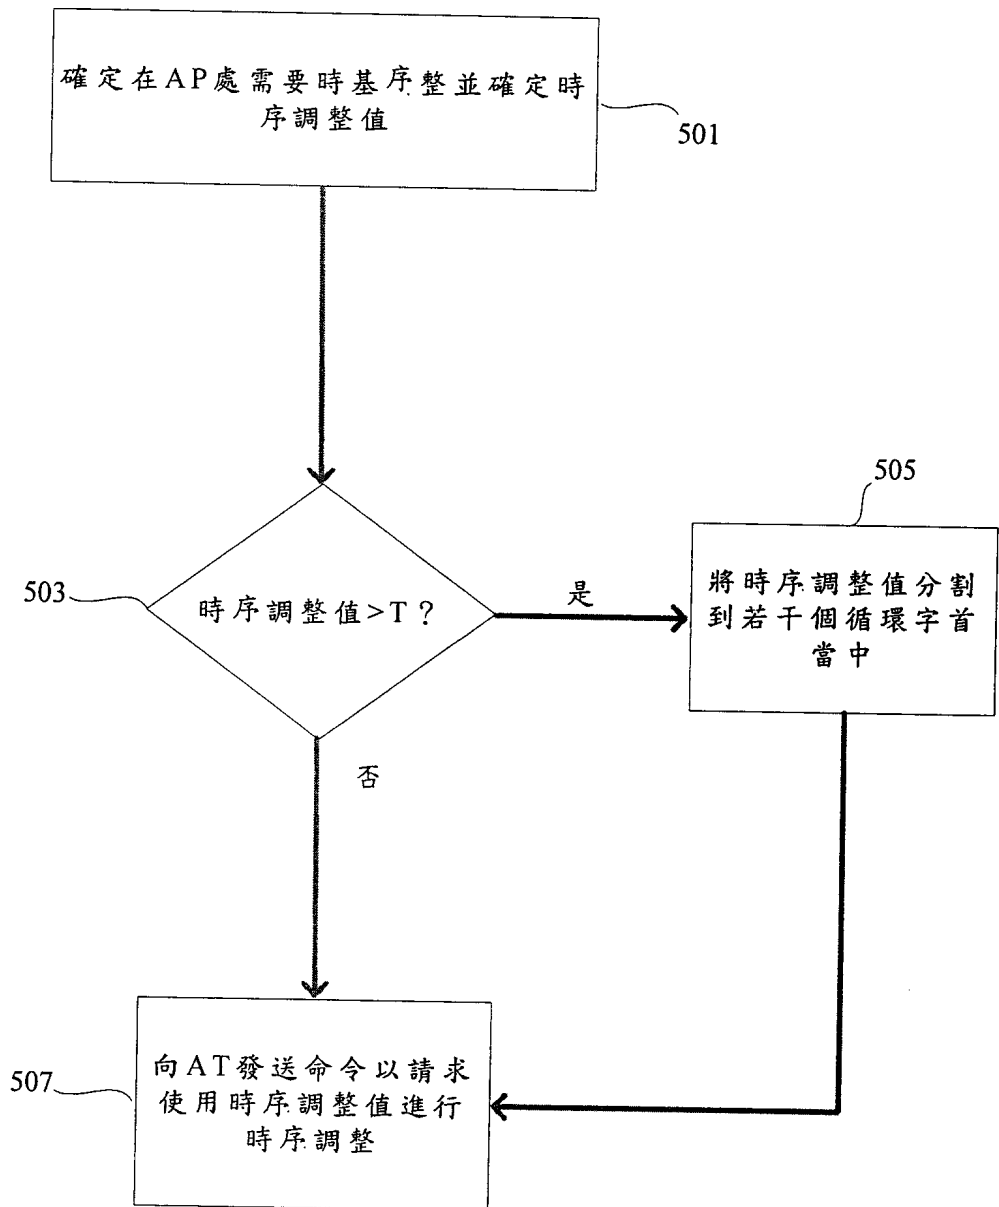 確定在AP處需要時基序整並確定時
序調整值
501
505
503
時序調整值>T？
是
將時序調整值分割
到若干個循環字首
當中
否
507
向AT發送命令以請求
使用時序調整值進行
時序調整